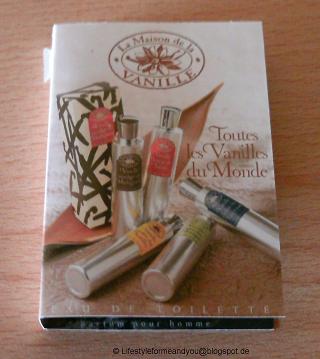 La Maison de la
VANILLE
Toutes
les Vanilles
du Monde
EAU DE TOILETTE
parfum pour homme
© Lifestyleformeandyou@blogspot.de